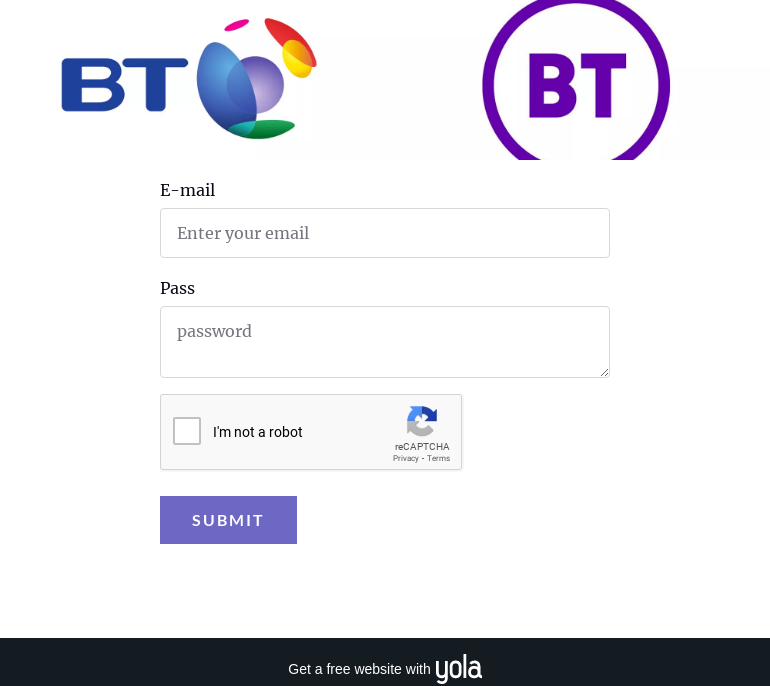 BT
BT
E-mail
Enter your email
Pass
password
I'm not a robot
reCAPTCHA
Privacy - Terms
SUBMIT
Get a free website with yola